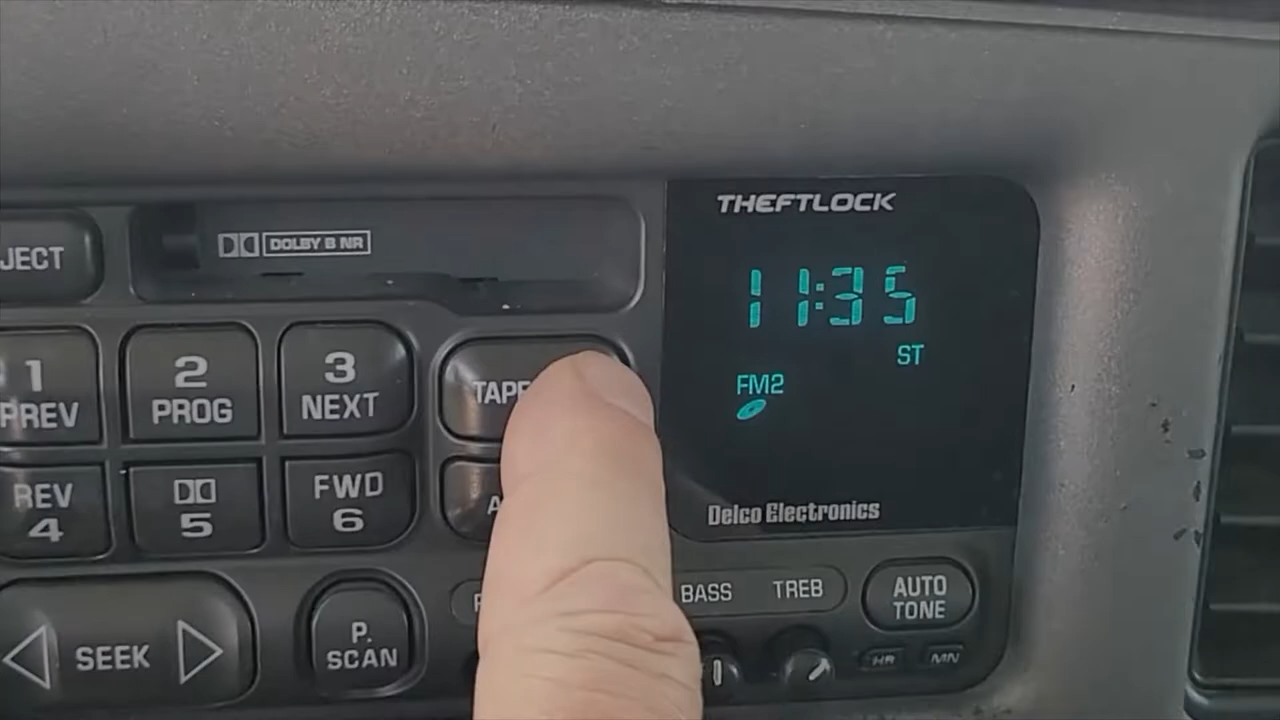 THEFTLOCK
JECT
DOLBY B NR
11:35
ST
FM2
1
PREV
2
PROG
3
NEXT
TAPE
REV
4
5
FWD
6
A
Delco Electronics
BASS
TREB
AUTO
TONE
SEEK
P.
SCAN
HR
MN